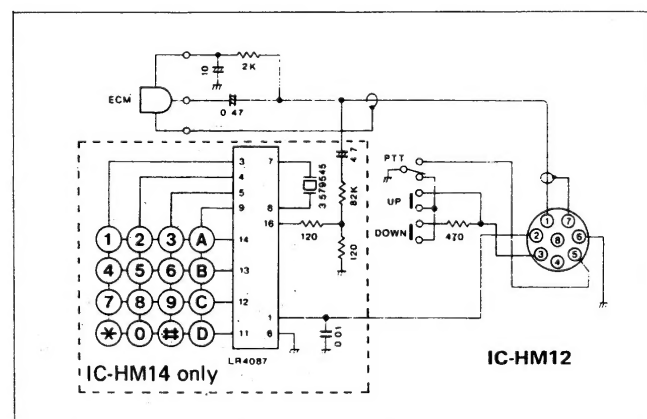 10
2K
ECM
0.47
4.7
82K
3.579545
120
120
3
4
5
9
14
13
12
11
7
8
16
1
6
1 2 3 A
4 5 6 B
7 8 9 C
* 0 # D
LR4087
0.01
IC-HM14 only
PTT
UP
DOWN
470
1
7
2
8
6
3
4
5
IC-HM12